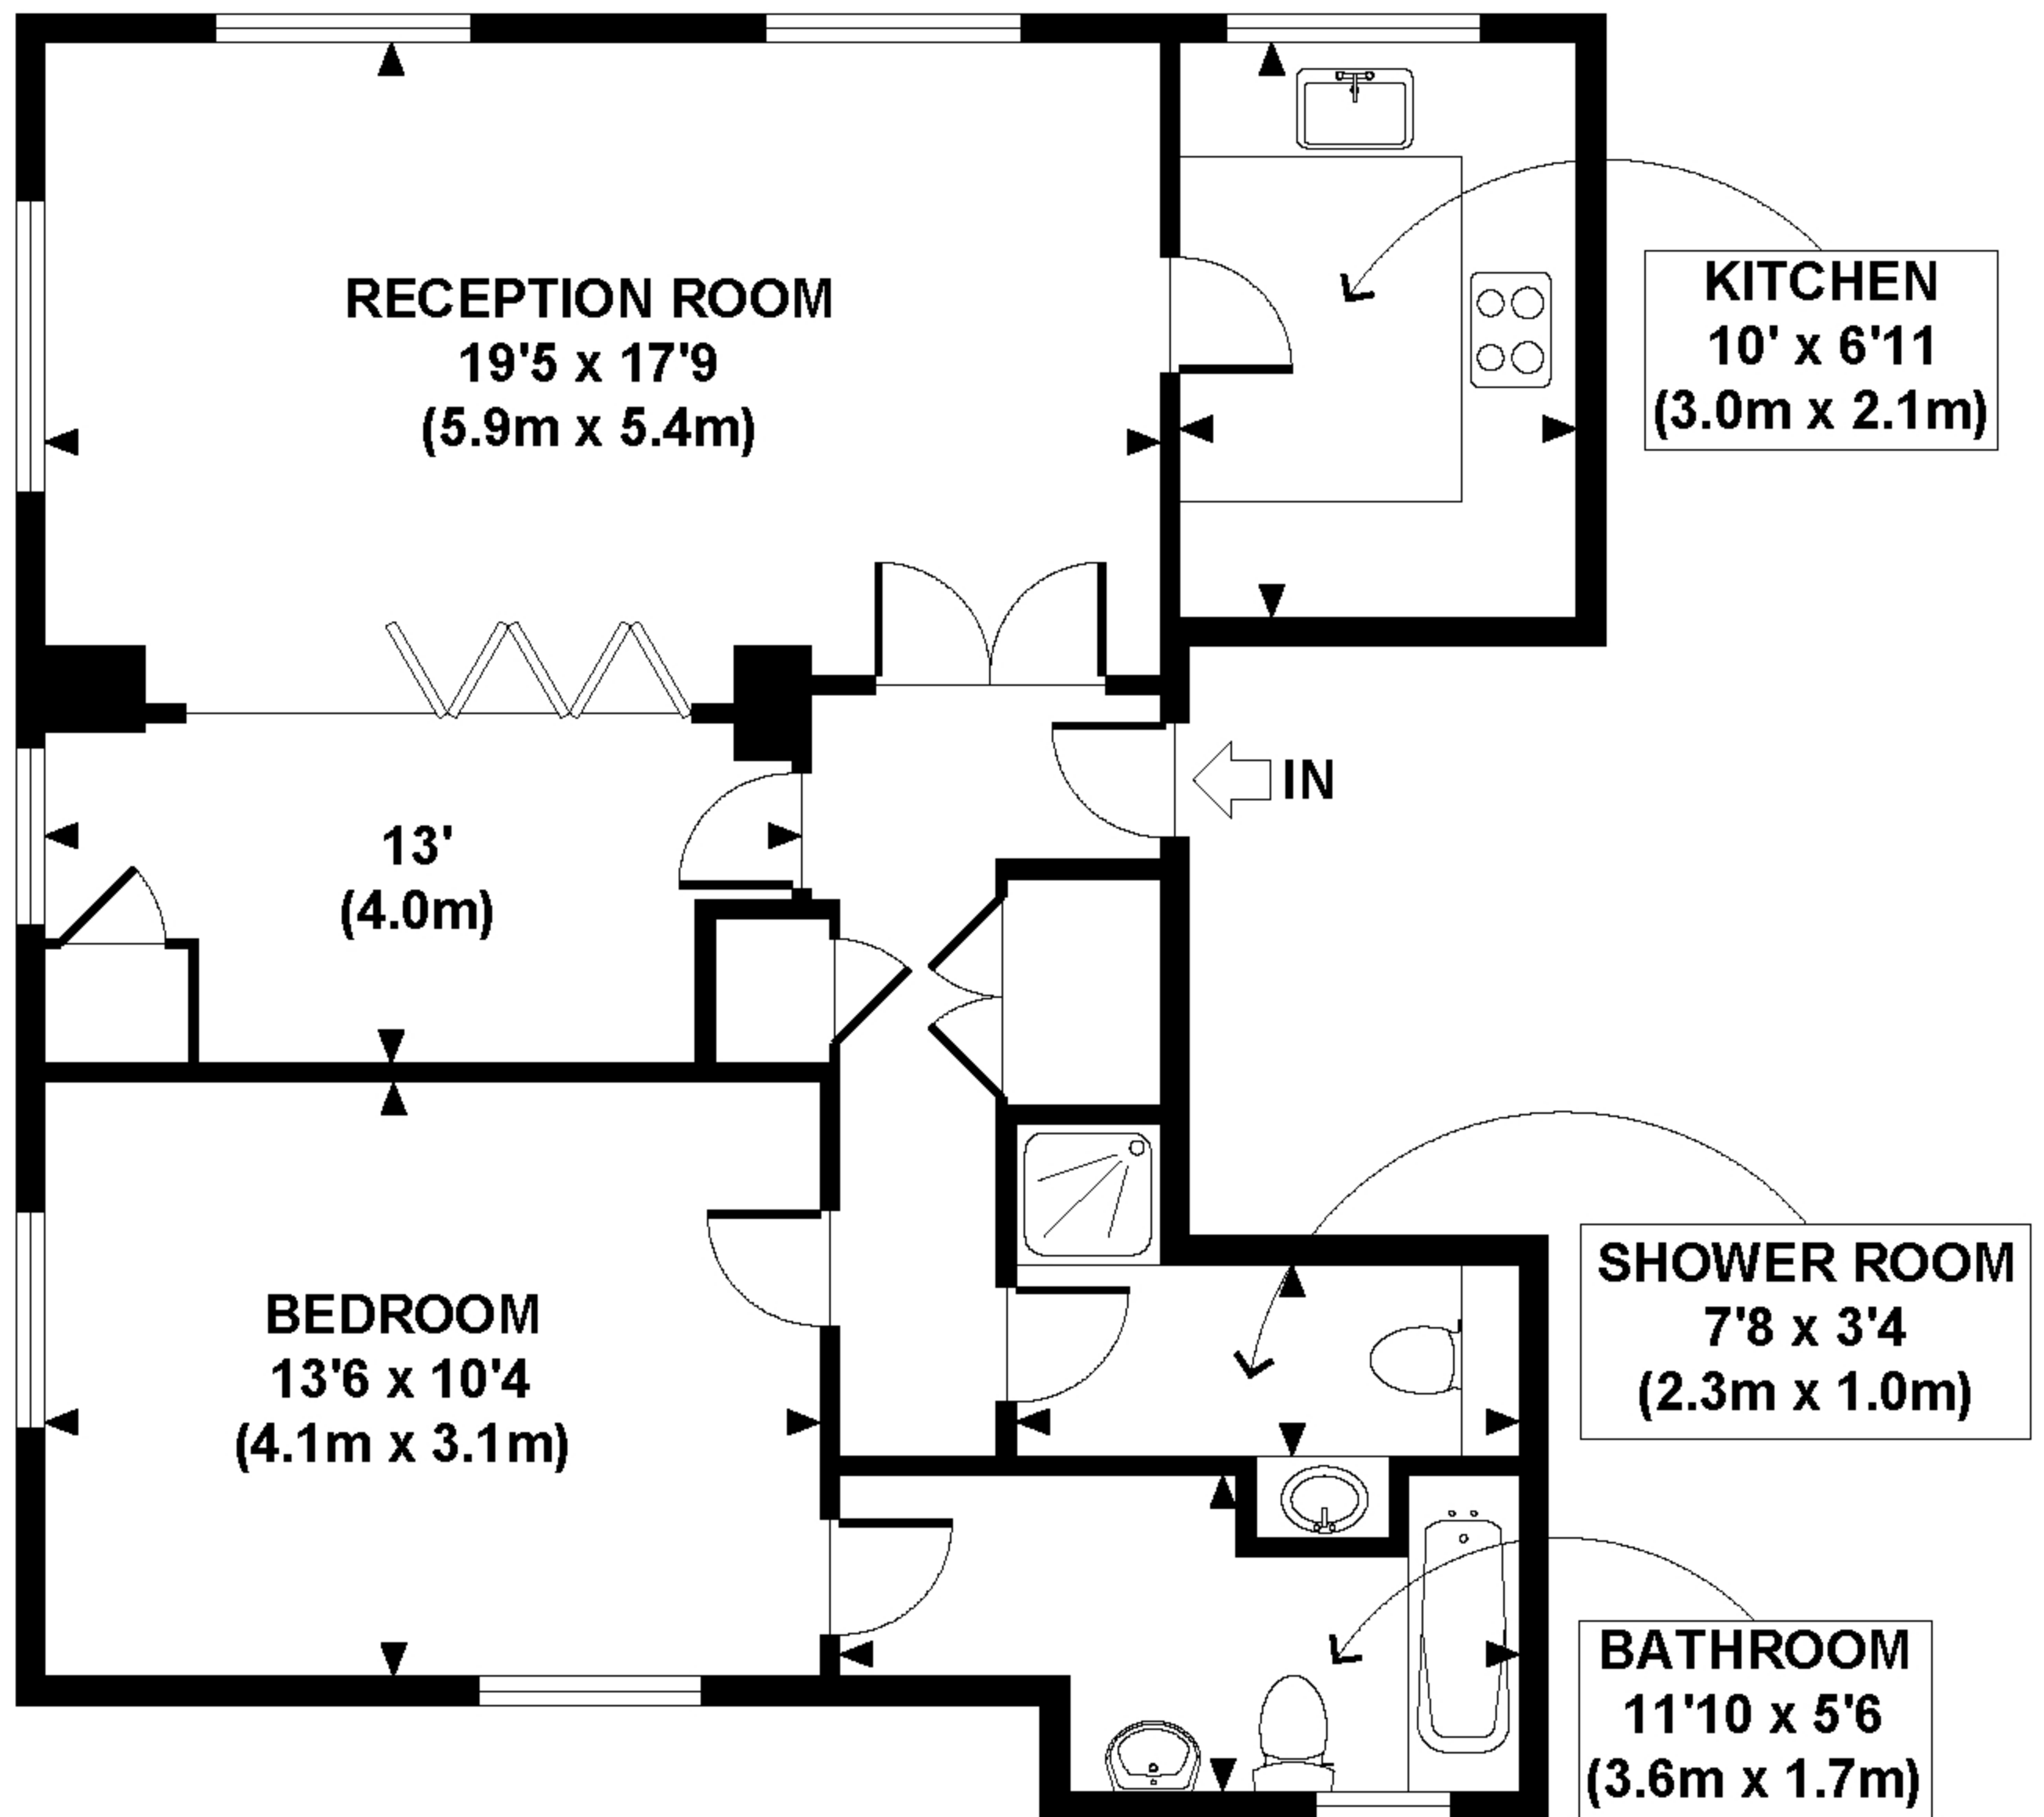 RECEPTION ROOM
19'5 x 17'9
(5.9m x 5.4m)
KITCHEN
10' x 6'11
(3.0m x 2.1m)
IN
13'
(4.0m)
SHOWER ROOM
7'8 x 3'4
(2.3m x 1.0m)
BEDROOM
13'6 x 10'4
(4.1m x 3.1m)
BATHROOM
11'10 x 5'6
(3.6m x 1.7m)